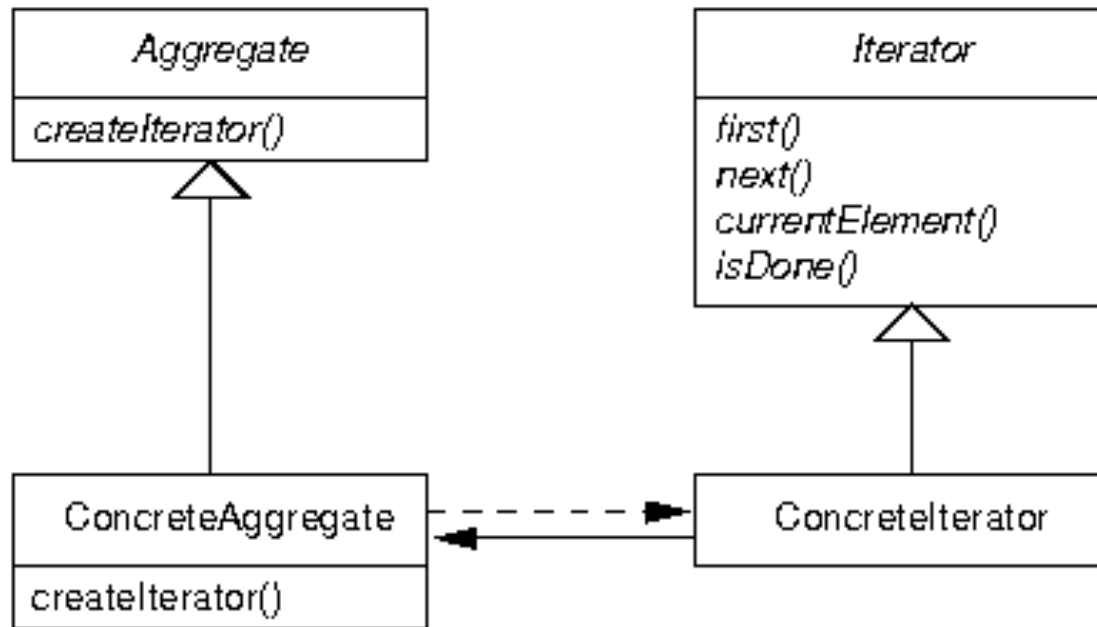 Aggregate
createIterator()
Iterator
first()
next()
currentElement()
isDone()
ConcreteAggregate
createIterator()
ConcreteIterator